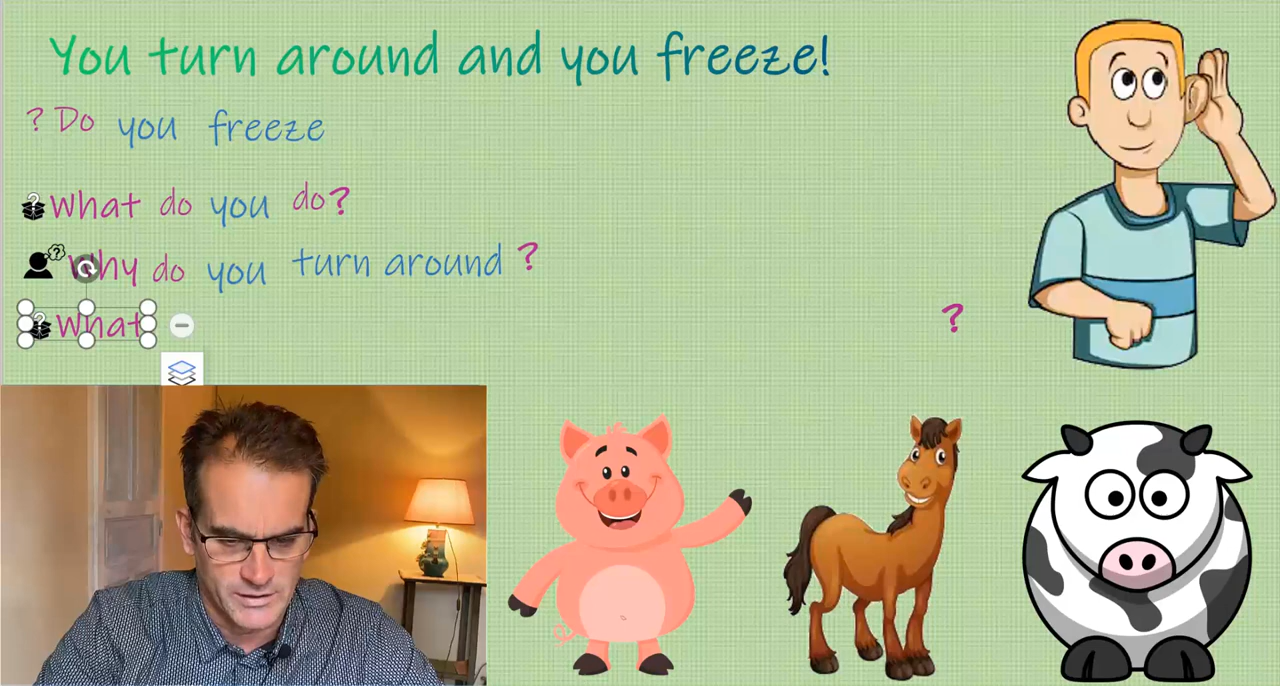 You turn around and you freeze!
? Do you freeze
? What do you do?
? Why do you turn around ?
? What ?